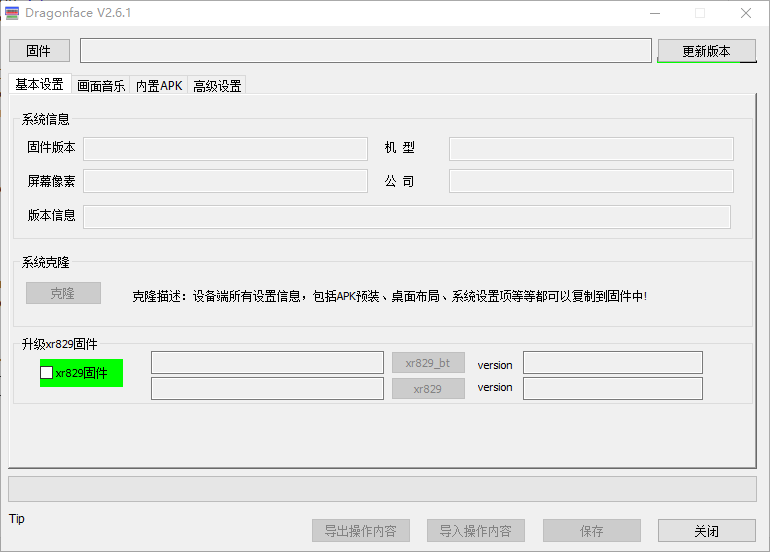 Dragonface V2.6.1
固件 更新版本
基本设置 画面音乐 内置APK 高级设置
系统信息
固件版本 机 型
屏幕像素 公 司
版本信息
系统克隆
克隆 克隆描述：设备端所有设置信息，包括APK预装、桌面布局、系统设置项等等都可以复制到固件中!
升级xr829固件
xr829固件 xr829_bt version
xr829 version
Tip
导出操作内容 导入操作内容 保存 关闭